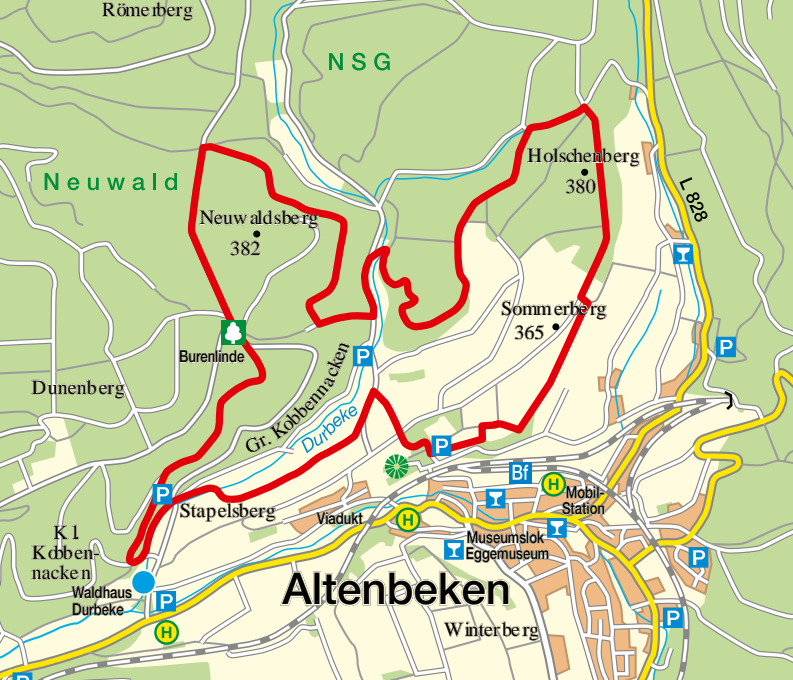 Römerberg
NSG
Holschenberg
380
Neuwald
L 828
Neuwaldsberg
382
Sommerberg
365
P
P
Burenlinde
Gr. Kobbennacken
Dunenberg
Durbeke
P
Bf
H
Mobil-
Station
P
Stapelsberg
Viadukt
H
Museumslok
Eggemuseum
K1
Kobben-
nacken
P
Waldhaus
Durbeke
P
Altenbeken
P
H
Winterberg
P